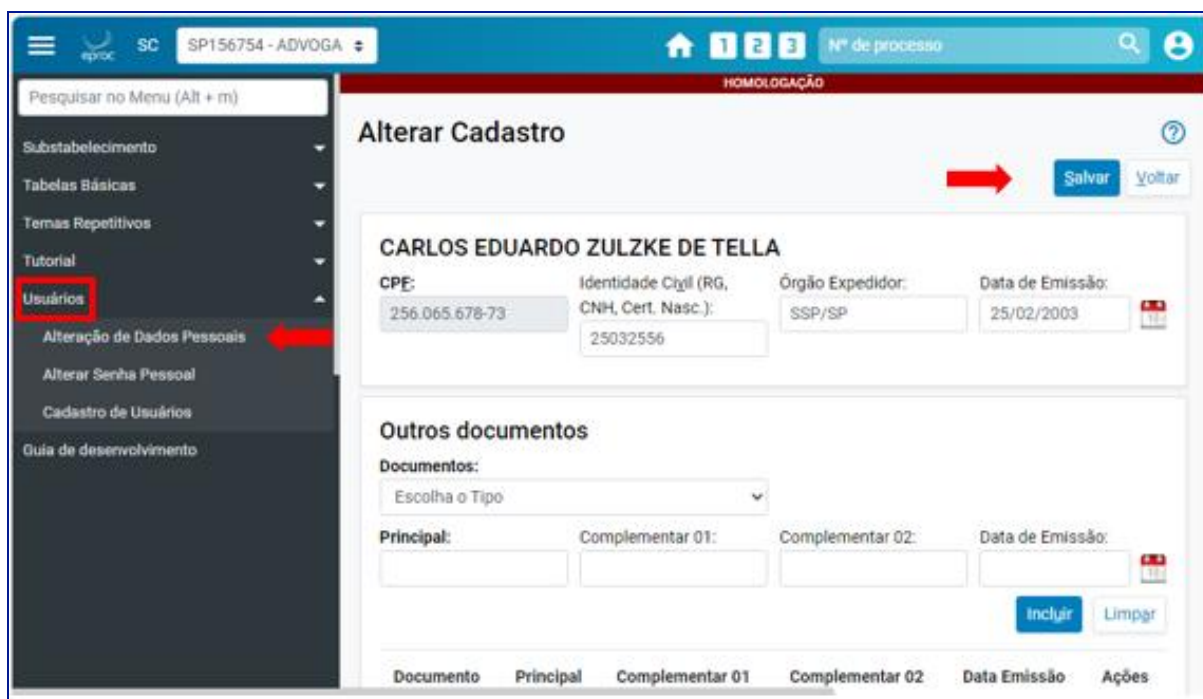 eproc SC SP156754 - ADVOGA 1 2 3 Nº de processo
Pesquisar no Menu (Alt + m)
Substabelecimento
Tabelas Básicas
Temas Repetitivos
Tutorial
Usuários
Alteração de Dados Pessoais
Alterar Senha Pessoal
Cadastro de Usuários
Guia de desenvolvimento
HOMOLOGAÇÃO
Alterar Cadastro
Salvar Voltar
CARLOS EDUARDO ZULZKE DE TELLA
CPF: Identidade Civil (RG, CNH, Cert. Nasc.): Órgão Expedidor: Data de Emissão:
256.065.678-73 25032556 SSP/SP 25/02/2003
Outros documentos
Documentos:
Escolha o Tipo
Principal: Complementar 01: Complementar 02: Data de Emissão:
Incluir Limpar
Documento Principal Complementar 01 Complementar 02 Data Emissão Ações